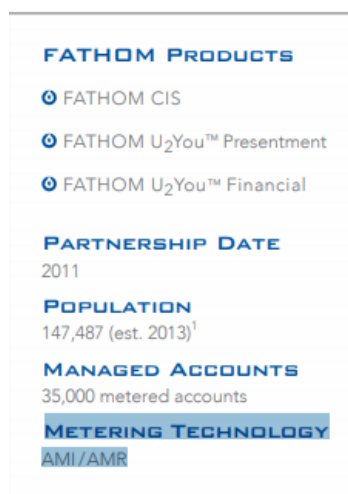 FATHOM Products
FATHOM CIS
FATHOM U₂You™ Presentment
FATHOM U₂You™ Financial
Partnership Date
2011
Population
147,487 (est. 2013)¹
Managed Accounts
35,000 metered accounts
Metering Technology
AMI/AMR